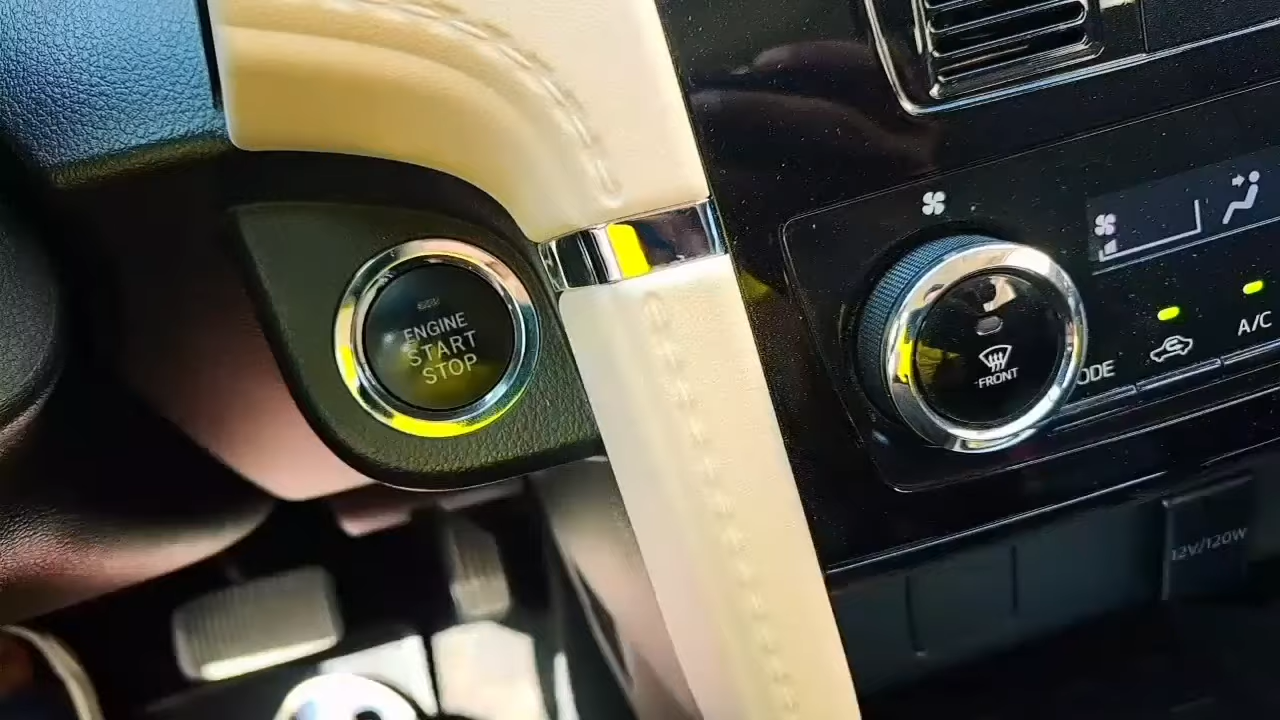 ENGINE
START
STOP
FRONT
ODE
A/C
12V/120W